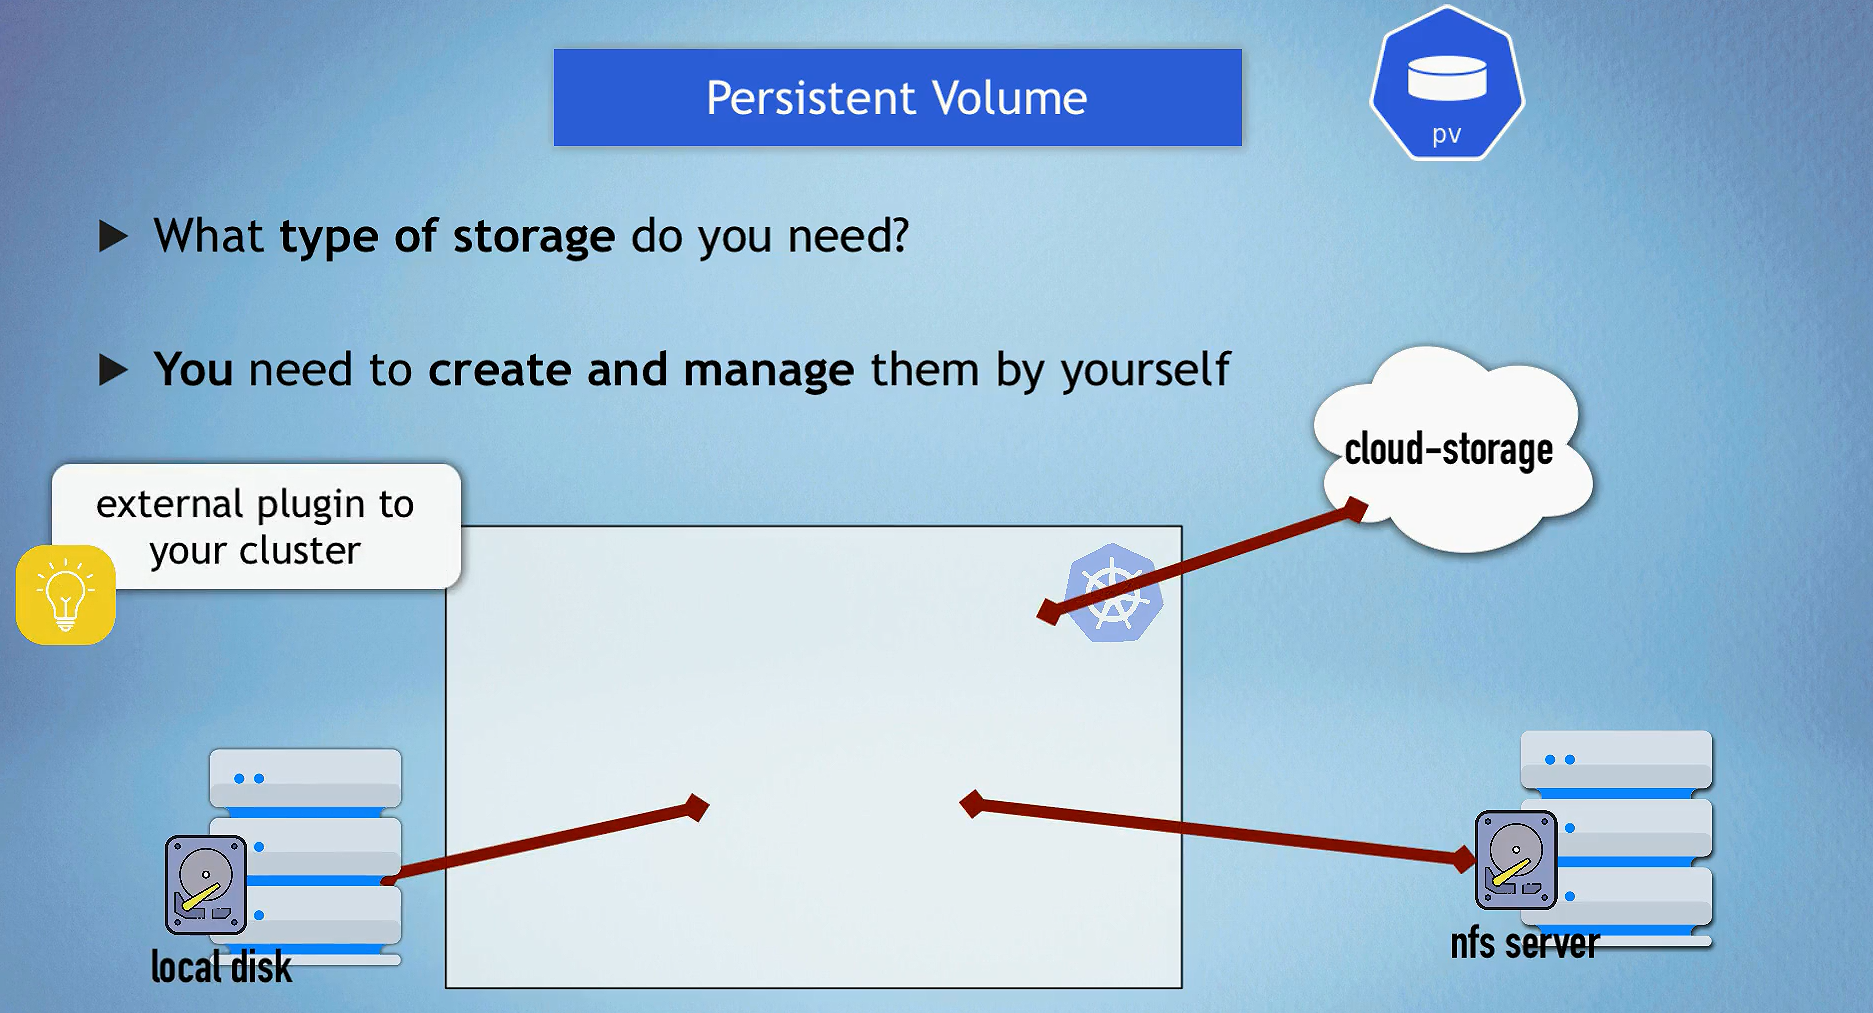 Persistent Volume
pv
What type of storage do you need?
You need to create and manage them by yourself
cloud-storage
external plugin to
your cluster
local disk
nfs server